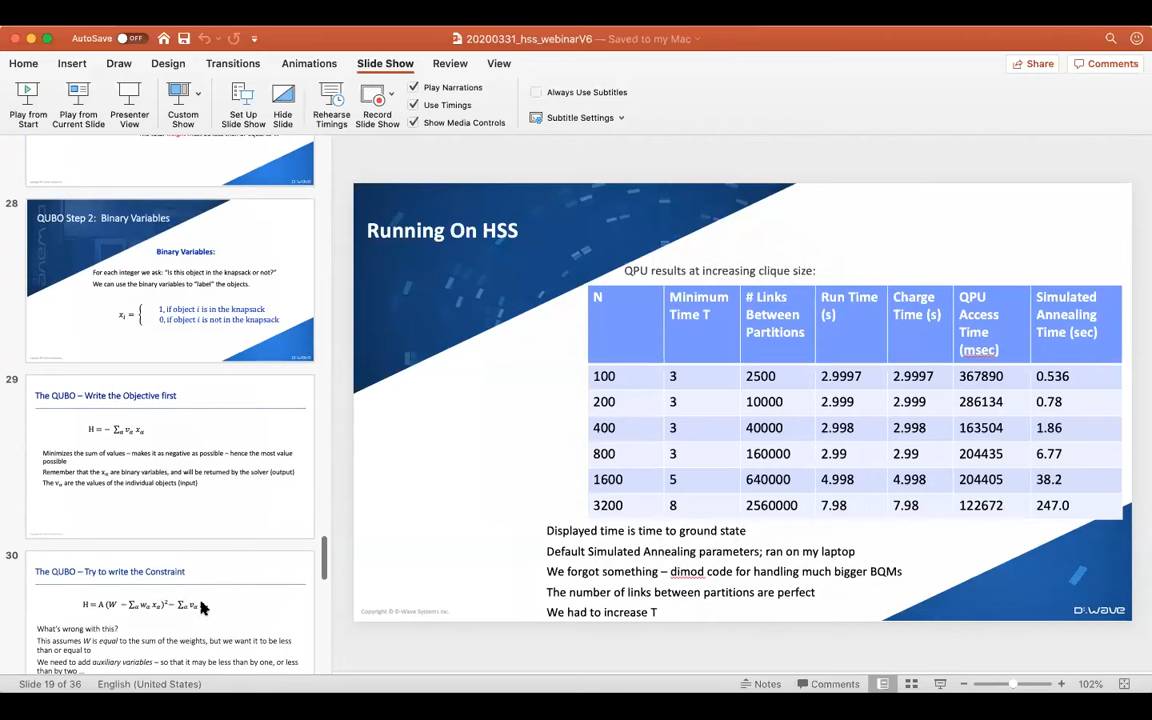 AutoSave OFF
20200331_hss_webinarV6 — Saved to my Mac
Home Insert Draw Design Transitions Animations Slide Show Review View
Share Comments
Play from Start
Play from Current Slide
Presenter View
Custom Show
Set Up Slide Show
Hide Slide
Rehearse Timings
Record Slide Show
Play Narrations
Use Timings
Show Media Controls
Always Use Subtitles
Subtitle Settings
28
QUBO Step 2: Binary Variables
Binary Variables:
For each integer we ask: "Is this object in the knapsack or not?"
We can use the binary variables to "label" the objects.
xᵢ = { 1, if object i is in the knapsack
0, if object i is not in the knapsack
29
The QUBO – Write the Objective first
H = − Σₐ vₐ xₐ
Minimizes the sum of values – makes it as negative as possible – hence the most value
possible
Remember that the xₐ are binary variables, and will be returned by the solver (output)
The vₐ are the values of the individual objects (input)
30
The QUBO – Try to write the Constraint
H = A (W − Σₐ wₐ xₐ)² − Σₐ vₐ
What's wrong with this?
This assumes W is equal to the sum of the weights, but we want it to be less
than or equal to
We need to add auxiliary variables – so that it may be less than by one, or less
than by two ...
Running On HSS
QPU results at increasing clique size:
N | Minimum Time T | # Links Between Partitions | Run Time (s) | Charge Time (s) | QPU Access Time (msec) | Simulated Annealing Time (sec)
100 | 3 | 2500 | 2.9997 | 2.9997 | 367890 | 0.536
200 | 3 | 10000 | 2.999 | 2.999 | 286134 | 0.78
400 | 3 | 40000 | 2.998 | 2.998 | 163504 | 1.86
800 | 3 | 160000 | 2.99 | 2.99 | 204435 | 6.77
1600 | 5 | 640000 | 4.998 | 4.998 | 204405 | 38.2
3200 | 8 | 2560000 | 7.98 | 7.98 | 122672 | 247.0
Displayed time is time to ground state
Default Simulated Annealing parameters; ran on my laptop
We forgot something – dimod code for handling much bigger BQMs
The number of links between partitions are perfect
We had to increase T
Copyright © D-Wave Systems Inc.
D:wave
Slide 19 of 36 English (United States)
Notes Comments 102%